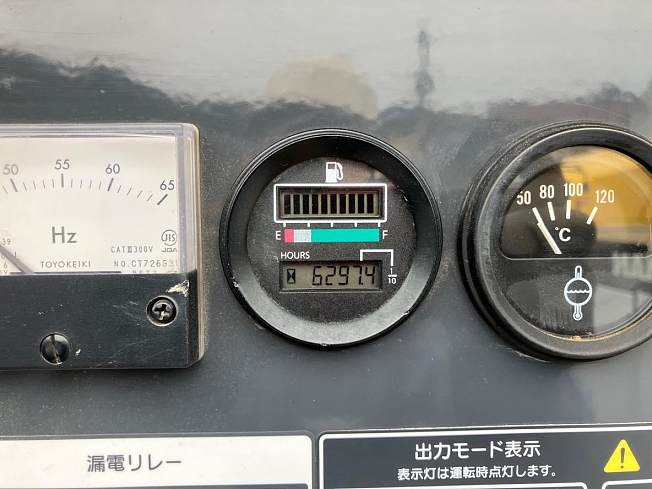 50 55 60 65
Hz
CAT Ⅲ 300V
JIS
TOYOKEIKI
E F
HOURS
6297.4
1/10
50 80 100 120
℃
漏電リレー
出力モード表示
表示灯は運転時点灯します。